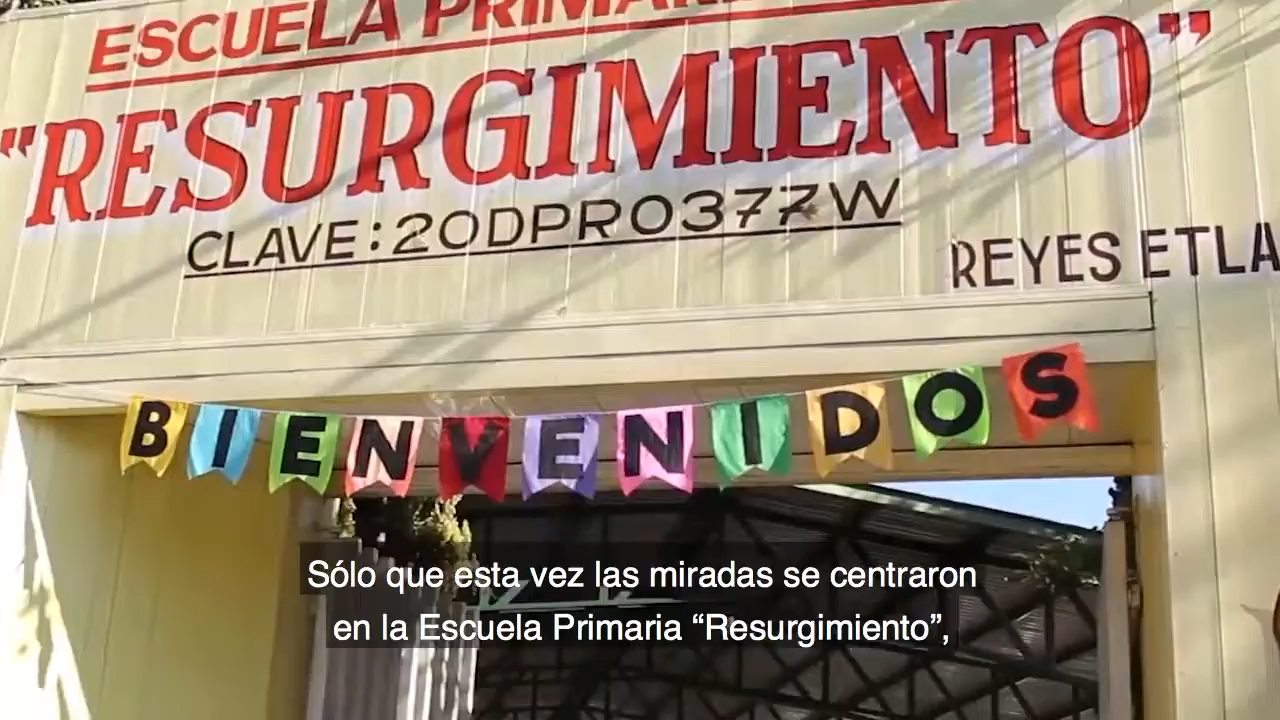 ESCUELA PRIMARIA
"RESURGIMIENTO"
CLAVE:20DPR0377W
REYES ETLA
BIENVENIDOS
Sólo que esta vez las miradas se centraron
en la Escuela Primaria “Resurgimiento”,